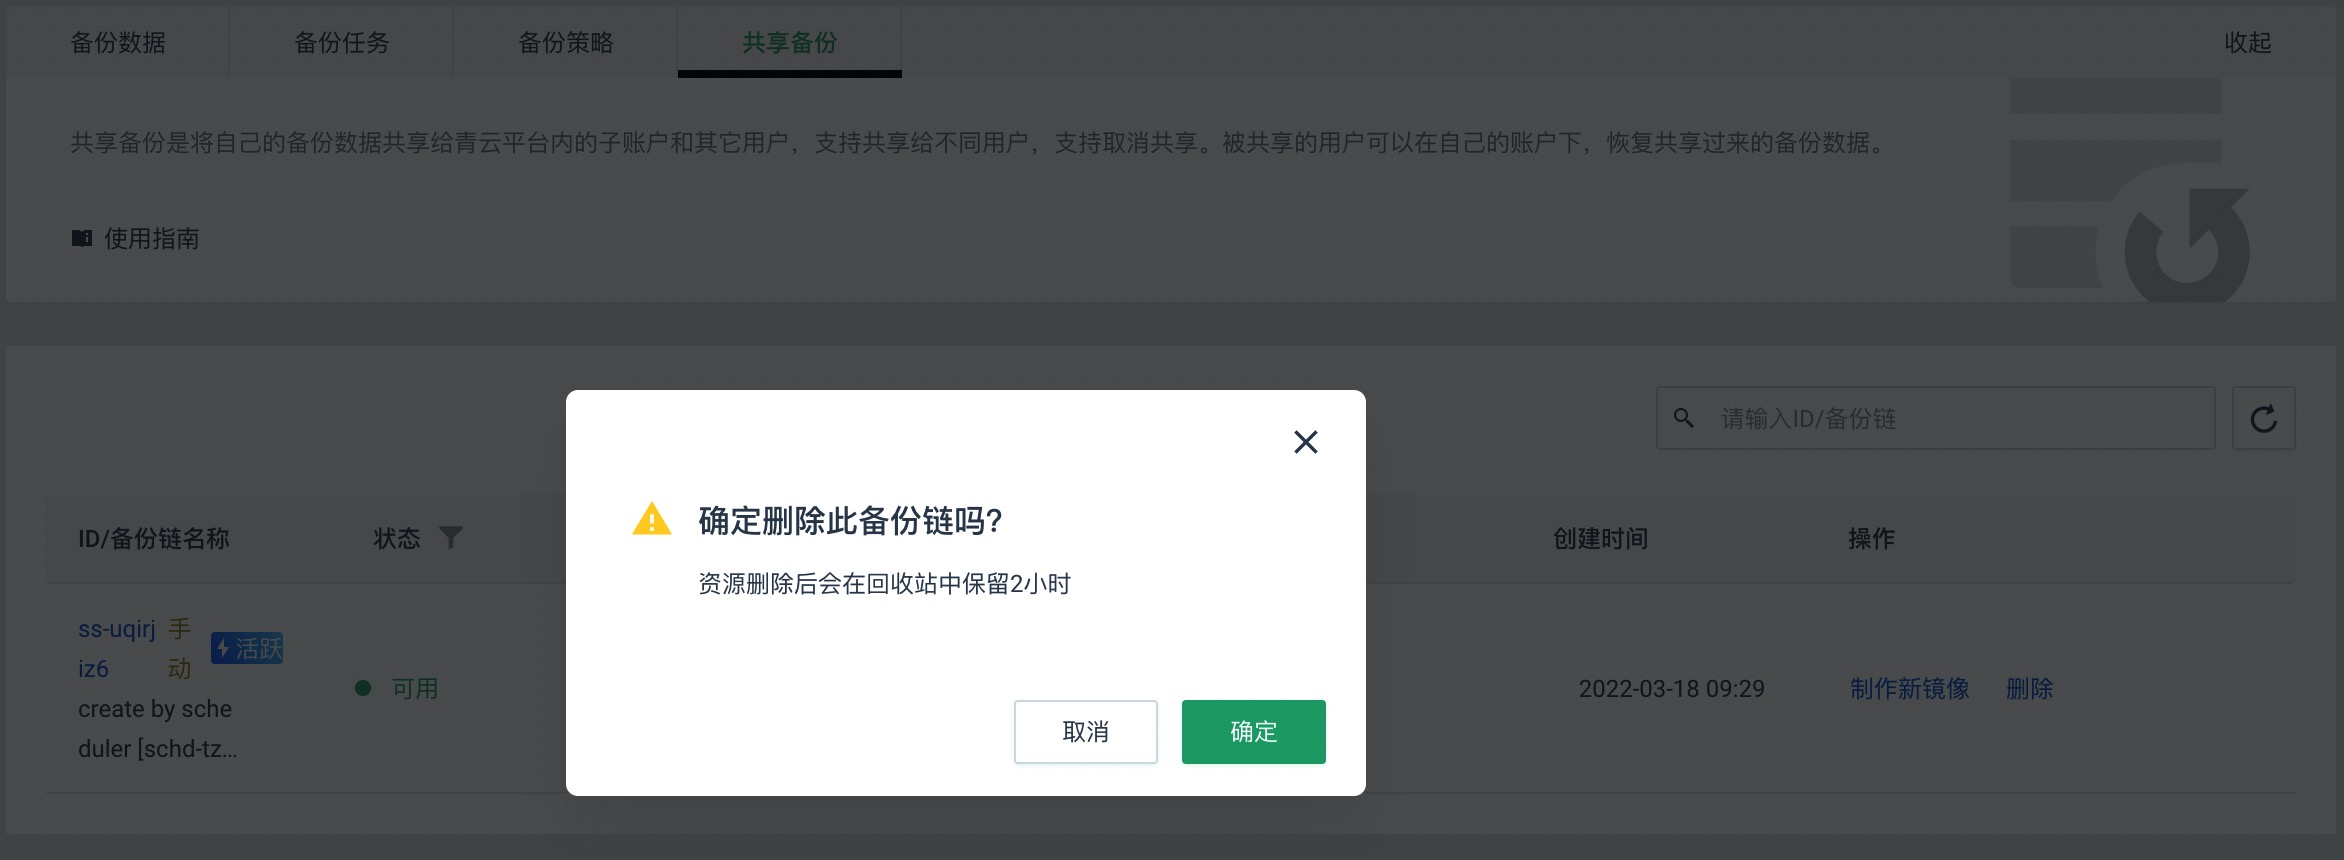 备份数据 备份任务 备份策略 共享备份 收起
共享备份是将自己的备份数据共享给青云平台内的子账户和其它用户，支持共享给不同用户，支持取消共享。被共享的用户可以在自己的账户下，恢复共享过来的备份数据。
使用指南
请输入ID/备份链
ID/备份链名称 状态 创建时间 操作
ss-uqirj
iz6
手
动
活跃
create by sche
duler [schd-tz...
可用
2022-03-18 09:29
制作新镜像 删除
确定删除此备份链吗?
资源删除后会在回收站中保留2小时
取消 确定